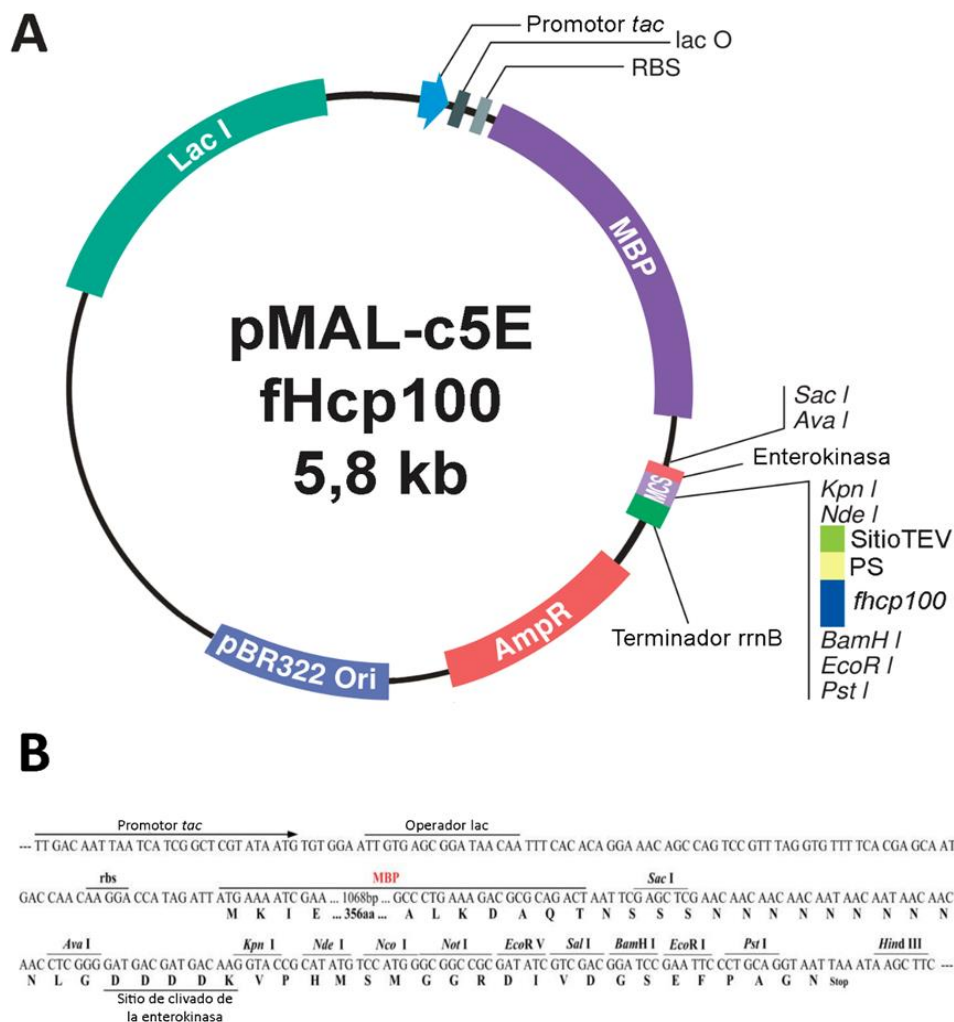 A
Promotor tac
lac O
RBS
Lac I
MBP
pMAL-c5E
fHcp100
5,8 kb
Sac I
Ava I
Enterokinasa
MCS
Kpn I
Nde I
SitioTEV
PS
fhcp100
BamH I
EcoR I
Pst I
Terminador rrnB
AmpR
pBR322 Ori
B
Promotor tac Operador lac
--- TT GAC AAT TAA TCA TCG GCT CGT ATA ATG TGT GGA ATT GTG AGC GGA TAA CAA TTT CAC ACA GGA AAC AGC CAG TCC GTT TAG GTG TTT TCA CGA GCA AT
rbs MBP Sac I
GAC CAA CAA GGA CCA TAG ATT ATG AAA ATC GAA ... 1068bp ... GCC CTG AAA GAC GCG CAG ACT AAT TCG AGC TCG AAC AAC AAC AAC AAT AAC AAT AAC AAC
M K I E ... 356aa ... A L K D A Q T N S S S N N N N N N N N N
Ava I Kpn I Nde I Nco I Not I EcoR V Sal I BamH I EcoR I Pst I Hind III
AAC CTC GGG GAT GAC GAT GAC AAG GTA CCG CAT ATG TCC ATG GGC GGC CGC GAT ATC GTC GAC GGA TCC GAA TTC CCT GCA GGT AAT TAA ATA AGC TTC ---
N L G D D D D K V P H M S M G G R D I V D G S E F P A G N Stop
Sitio de clivado de
la enterokinasa